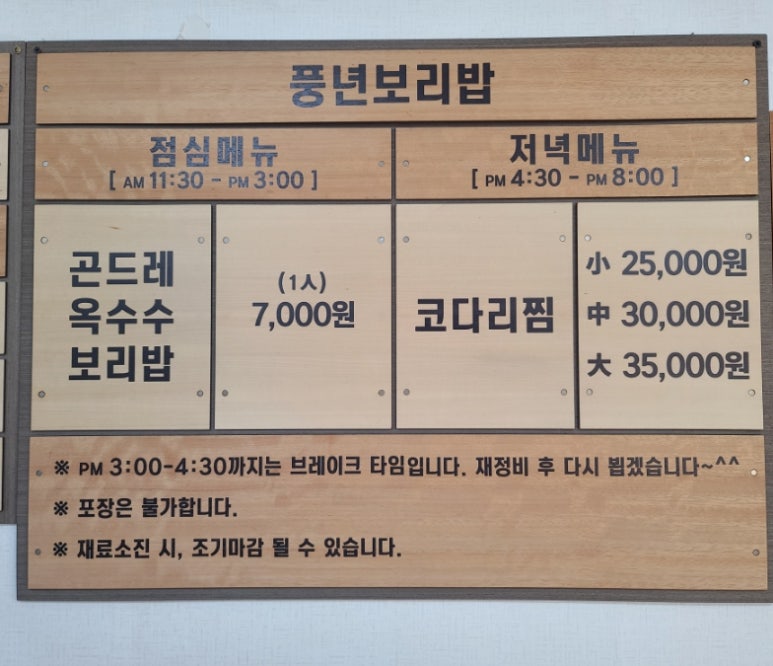 풍년보리밥
점심메뉴
[ AM 11:30 - PM 3:00 ]
저녁메뉴
[ PM 4:30 - PM 8:00 ]
곤드레
옥수수
보리밥
(1人)
7,000원
코다리찜
小 25,000원
中 30,000원
大 35,000원
※ PM 3:00-4:30까지는 브레이크 타임입니다. 재정비 후 다시 뵙겠습니다~^^
※ 포장은 불가합니다.
※ 재료소진 시, 조기마감 될 수 있습니다.